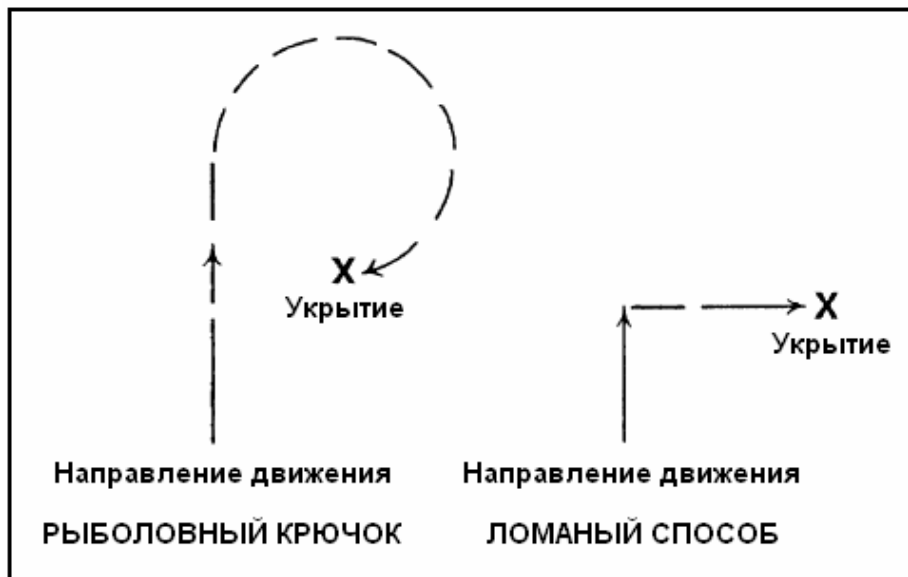 X
Укрытие
X
Укрытие
Направление движения
РЫБОЛОВНЫЙ КРЮЧОК
Направление движения
ЛОМАНЫЙ СПОСОБ